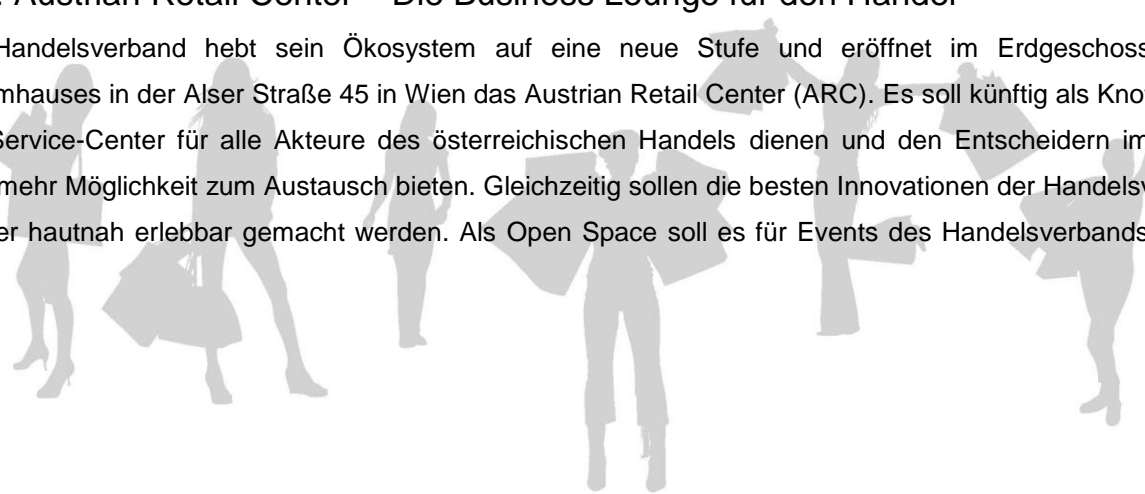 . Austrian Retail Center – Die Business Lounge für den Handel
Handelsverband hebt sein Ökosystem auf eine neue Stufe und eröffnet im Erdgeschoss
mhauses in der Alser Straße 45 in Wien das Austrian Retail Center (ARC). Es soll künftig als Kno
Service-Center für alle Akteure des österreichischen Handels dienen und den Entscheidern im
mehr Möglichkeit zum Austausch bieten. Gleichzeitig sollen die besten Innovationen der Handelsv
er hautnah erlebbar gemacht werden. Als Open Space soll es für Events des Handelsverbands